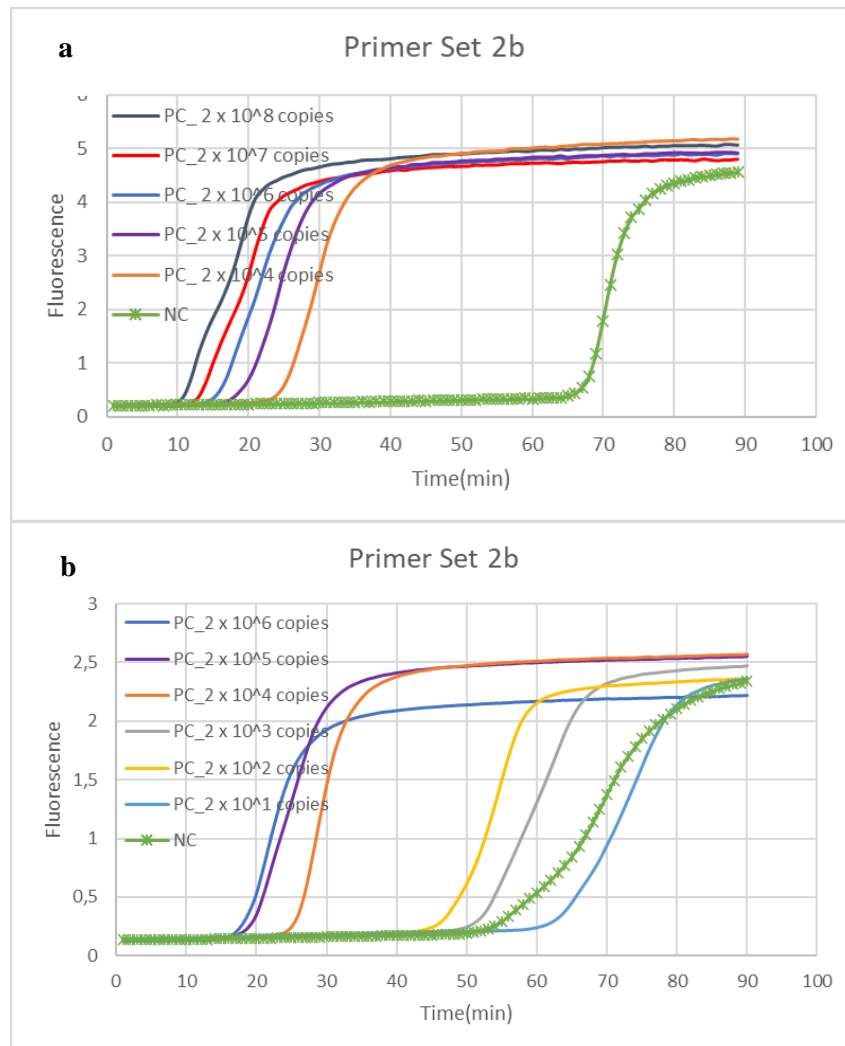 a
Primer Set 2b
6
5
4
3
2
1
0
Fluorescence
PC_ 2 x 10^8 copies
PC_ 2 x 10^7 copies
PC_2 x 10^6 copies
PC_2 x 10^5 copies
PC_ 2 x 10^4 copies
NC
0 10 20 30 40 50 60 70 80 90 100
Time(min)
b
Primer Set 2b
3
2,5
2
1,5
1
0,5
0
Fluorescence
PC_2 x 10^6 copies
PC_2 x 10^5 copies
PC_2 x 10^4 copies
PC_2 x 10^3 copies
PC_2 x 10^2 copies
PC_2 x 10^1 copies
NC
0 10 20 30 40 50 60 70 80 90 100
Time(min)